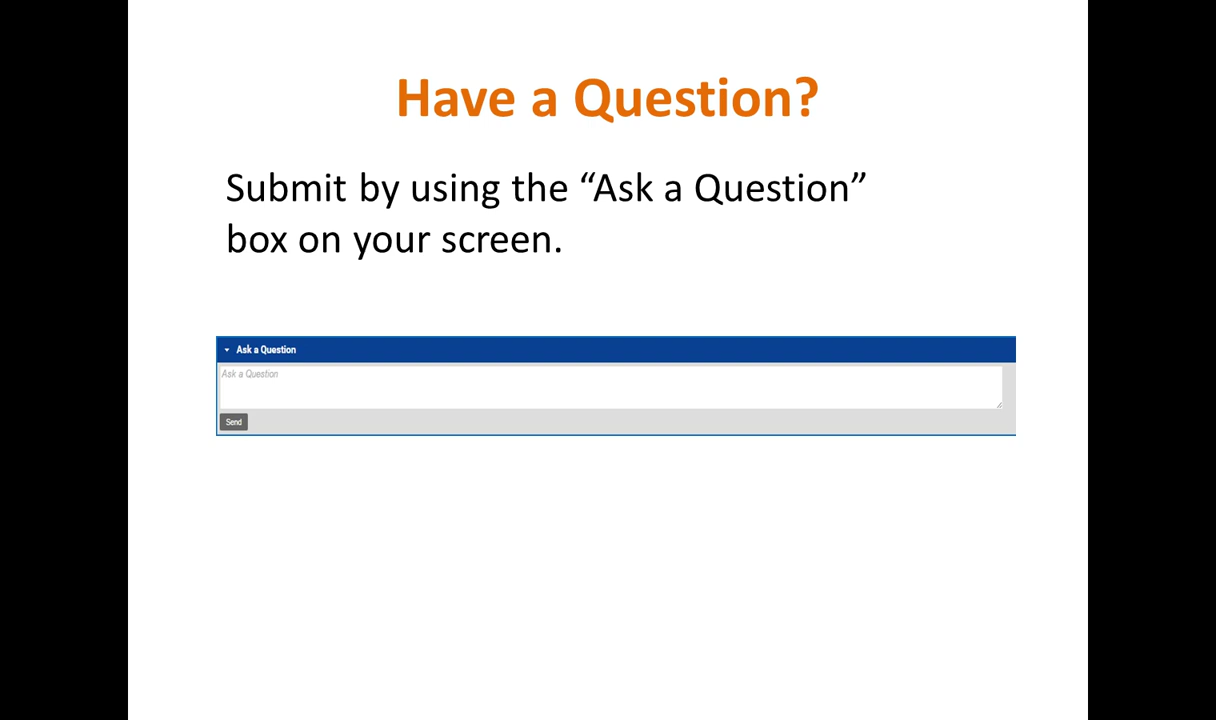 Have a Question?
Submit by using the “Ask a Question”
box on your screen.
Ask a Question
Ask a Question
Send